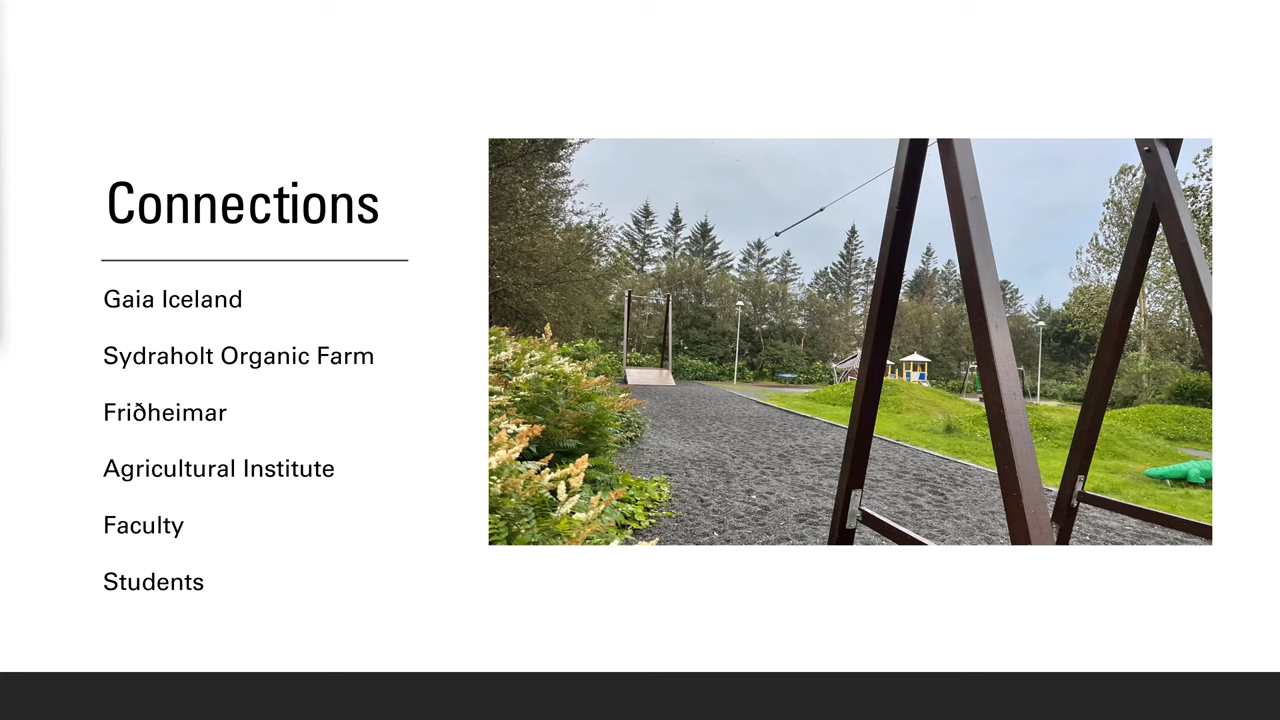 Connections
Gaia Iceland
Sydraholt Organic Farm
Friðheimar
Agricultural Institute
Faculty
Students